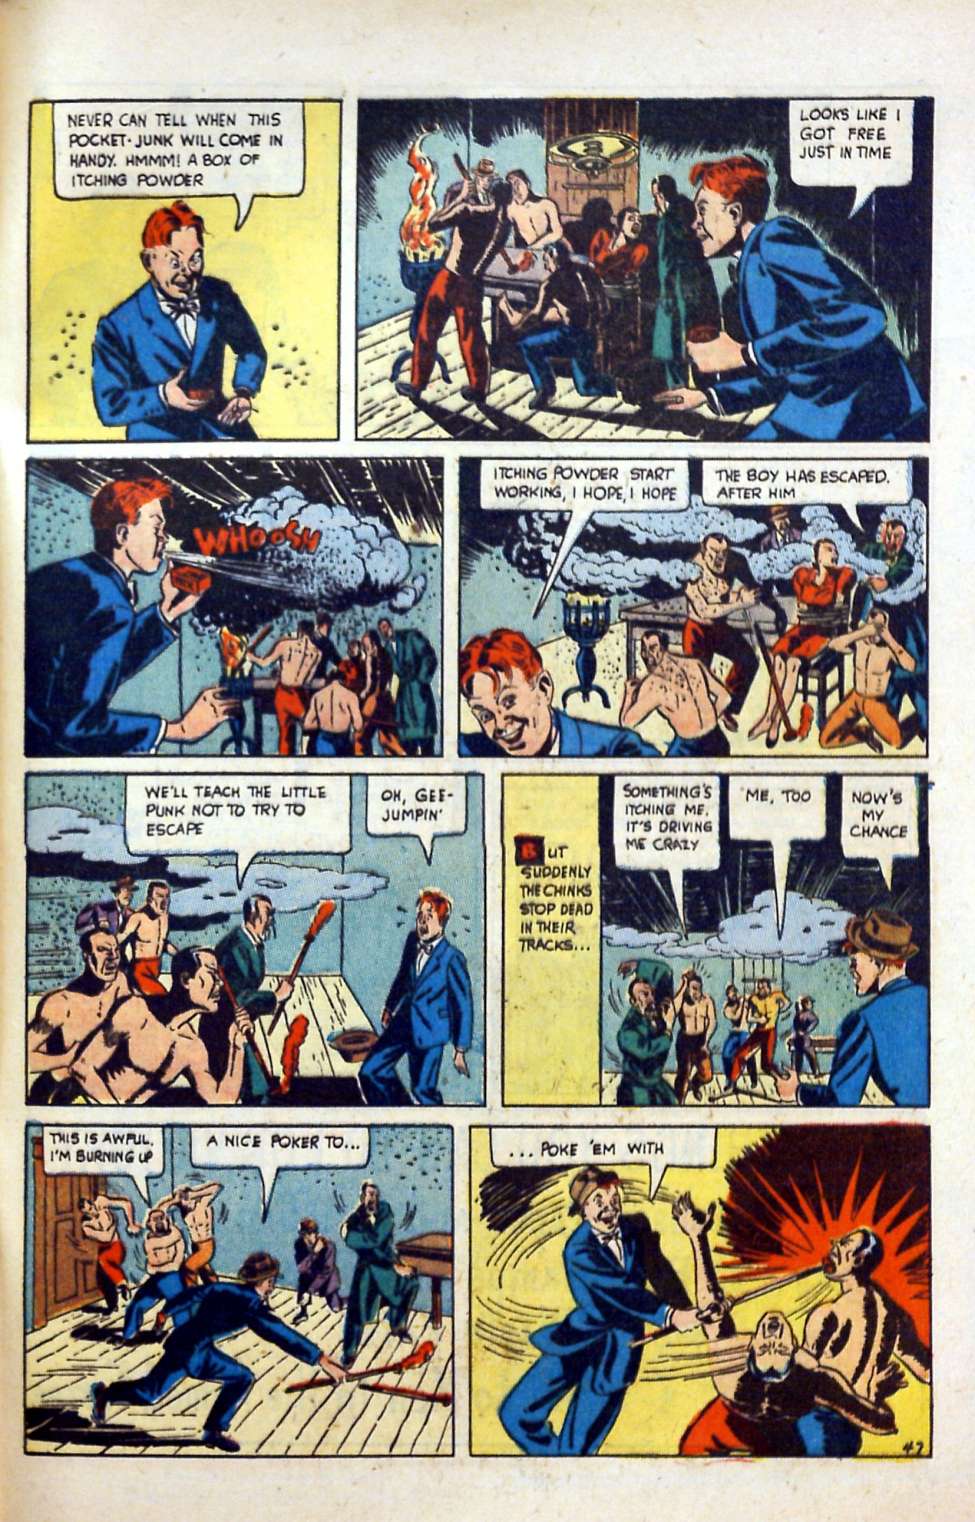 NEVER CAN TELL WHEN THIS
POCKET-JUNK WILL COME IN
HANDY. HMMM! A BOX OF
ITCHING POWDER
LOOKS LIKE I
GOT FREE
JUST IN TIME
WHOOSH
ITCHING POWDER START
WORKING, I HOPE, I HOPE
THE BOY HAS ESCAPED.
AFTER HIM
WE'LL TEACH THE LITTLE
PUNK NOT TO TRY TO
ESCAPE
OH, GEE-
JUMPIN'
BUT
SUDDENLY
THE CHINKS
STOP DEAD
IN THEIR
TRACKS...
SOMETHING'S
ITCHING ME.
IT'S DRIVING
ME CRAZY
ME, TOO
NOW'S
MY
CHANCE
THIS IS AWFUL.
I'M BURNING UP
A NICE POKER TO...
...POKE 'EM WITH
47